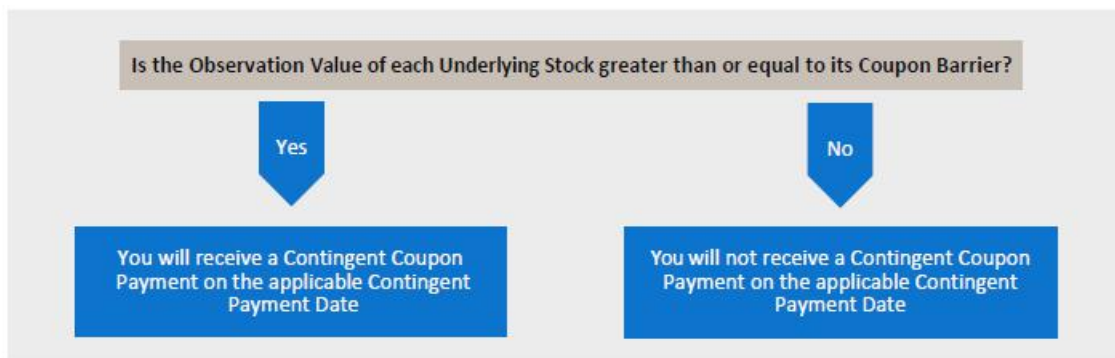 Is the Observation Value of each Underlying Stock greater than or equal to its Coupon Barrier?
Yes
No
You will receive a Contingent Coupon
Payment on the applicable Contingent
Payment Date
You will not receive a Contingent Coupon
Payment on the applicable Contingent
Payment Date